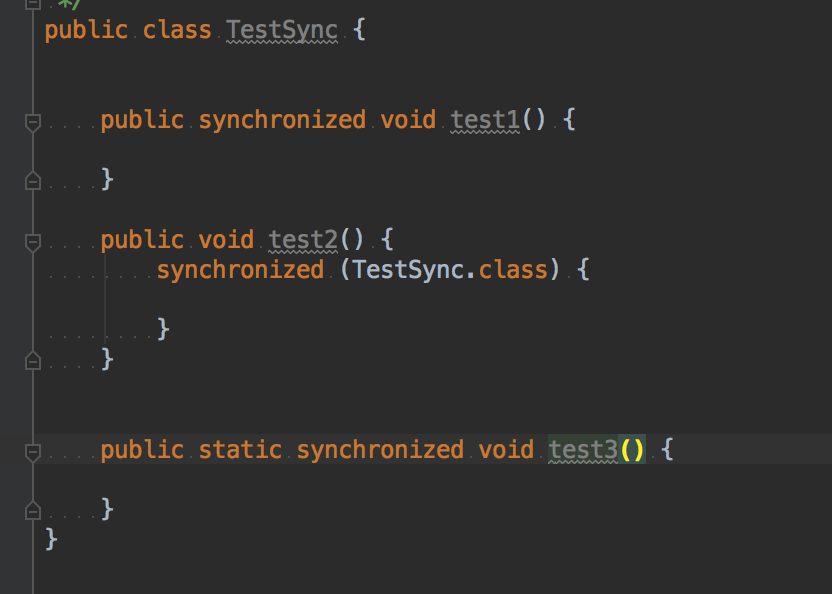 */
public class TestSync {
public synchronized void test1() {
}
public void test2() {
synchronized (TestSync.class) {
}
}
public static synchronized void test3() {
}
}